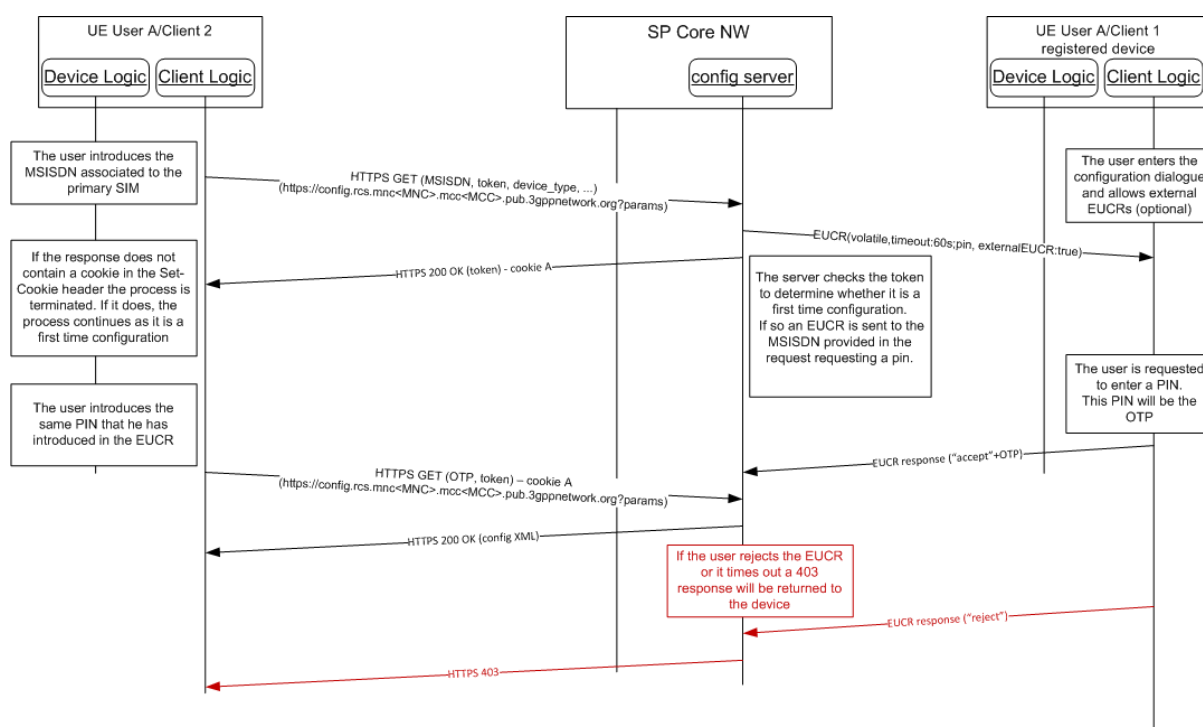 UE User A/Client 2
Device Logic
Client Logic
SP Core NW
config server
UE User A/Client 1
registered device
Device Logic
Client Logic
The user introduces the
MSISDN associated to the
primary SIM
HTTPS GET (MSISDN, token, device_type, ...)
(https://config.rcs.mnc<MNC>.mcc<MCC>.pub.3gppnetwork.org?params)
The user enters the
configuration dialogue
and allows external
EUCRs (optional)
EUCR(volatile,timeout:60s;pin, externalEUCR:true)
HTTPS 200 OK (token) - cookie A
If the response does not
contain a cookie in the Set-
Cookie header the process is
terminated. If it does, the
process continues as it is a
first time configuration
The server checks the token
to determine whether it is a
first time configuration.
If so an EUCR is sent to the
MSISDN provided in the
request requesting a pin.
The user is requested
to enter a PIN.
This PIN will be the
OTP
The user introduces the
same PIN that he has
introduced in the EUCR
EUCR response ("accept"+OTP)
HTTPS GET (OTP, token) – cookie A
(https://config.rcs.mnc<MNC>.mcc<MCC>.pub.3gppnetwork.org?params)
HTTPS 200 OK (config XML)
If the user rejects the EUCR
or it times out a 403
response will be returned to
the device
EUCR response ("reject")
HTTPS 403